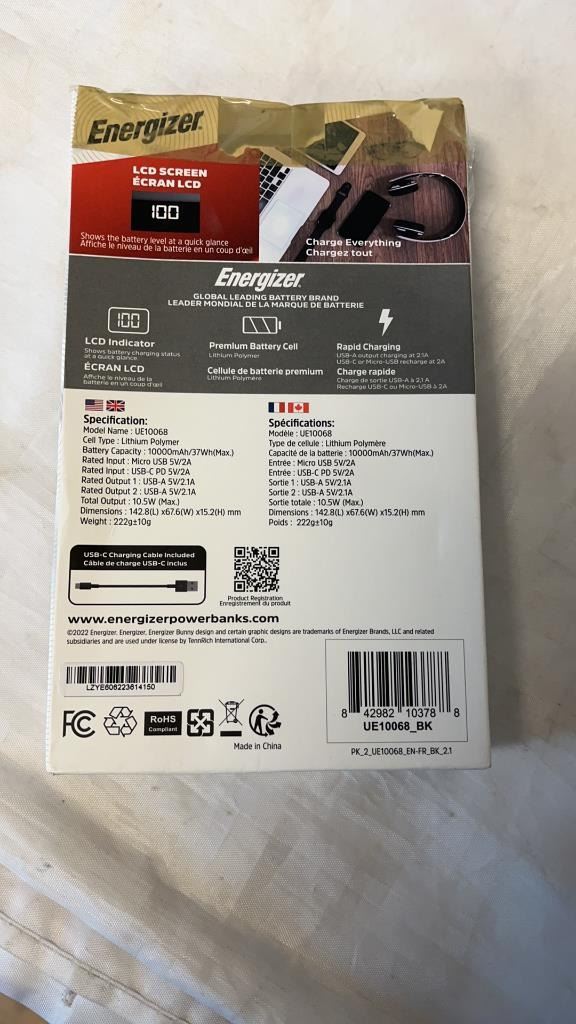 Energizer
LCD SCREEN
ÉCRAN LCD
100
Shows the battery level at a quick glance
Affiche le niveau de la batterie en un coup d'œil
Charge Everything
Chargez tout
Energizer
GLOBAL LEADING BATTERY BRAND
LEADER MONDIAL DE LA MARQUE DE BATTERIE
100
LCD Indicator
Shows battery charging status
at a quick glance.
ÉCRAN LCD
Affiche le niveau de la
batterie en un coup d'œil
Premium Battery Cell
Lithium Polymer
Cellule de batterie premium
Lithium Polymère
Rapid Charging
USB-A output charging at 2.1A
USB-C or Micro-USB recharge at 2A
Charge rapide
Charge de sortie USB-A à 2,1 A
Recharge USB-C ou Micro-USB à 2A
Specification:
Model Name : UE10068
Cell Type : Lithium Polymer
Battery Capacity : 10000mAh/37Wh(Max.)
Rated Input : Micro USB 5V/2A
Rated Input : USB-C PD 5V/2A
Rated Output 1 : USB-A 5V/2.1A
Rated Output 2 : USB-A 5V/2.1A
Total Output : 10.5W (Max.)
Dimensions : 142.8(L) x67.6(W) x15.2(H) mm
Weight : 222g±10g
Spécifications:
Modèle : UE10068
Type de cellule : Lithium Polymère
Capacité de la batterie : 10000mAh/37Wh(Max.)
Entrée : Micro USB 5V/2A
Entrée : USB-C PD 5V/2A
Sortie 1 : USB-A 5V/2.1A
Sortie 2 : USB-A 5V/2.1A
Sortie totale : 10.5W (Max.)
Dimensions : 142.8(L) x67.6(W) x15.2(H) mm
Poids : 222g±10g
USB-C Charging Cable Included
Câble de charge USB-C inclus
Product Registration
Enregistrement du produit
www.energizerpowerbanks.com
©2022 Energizer. Energizer, Energizer Bunny design and certain graphic designs are trademarks of Energizer Brands, LLC and related
subsidiaries and are used under license by TennRich International Corp..
LZYE606223614150
FC
RoHS
Compliant
Made in China
8 42982 10378 8
UE10068_BK
PK_2_UE10068_EN-FR_BK_2.1